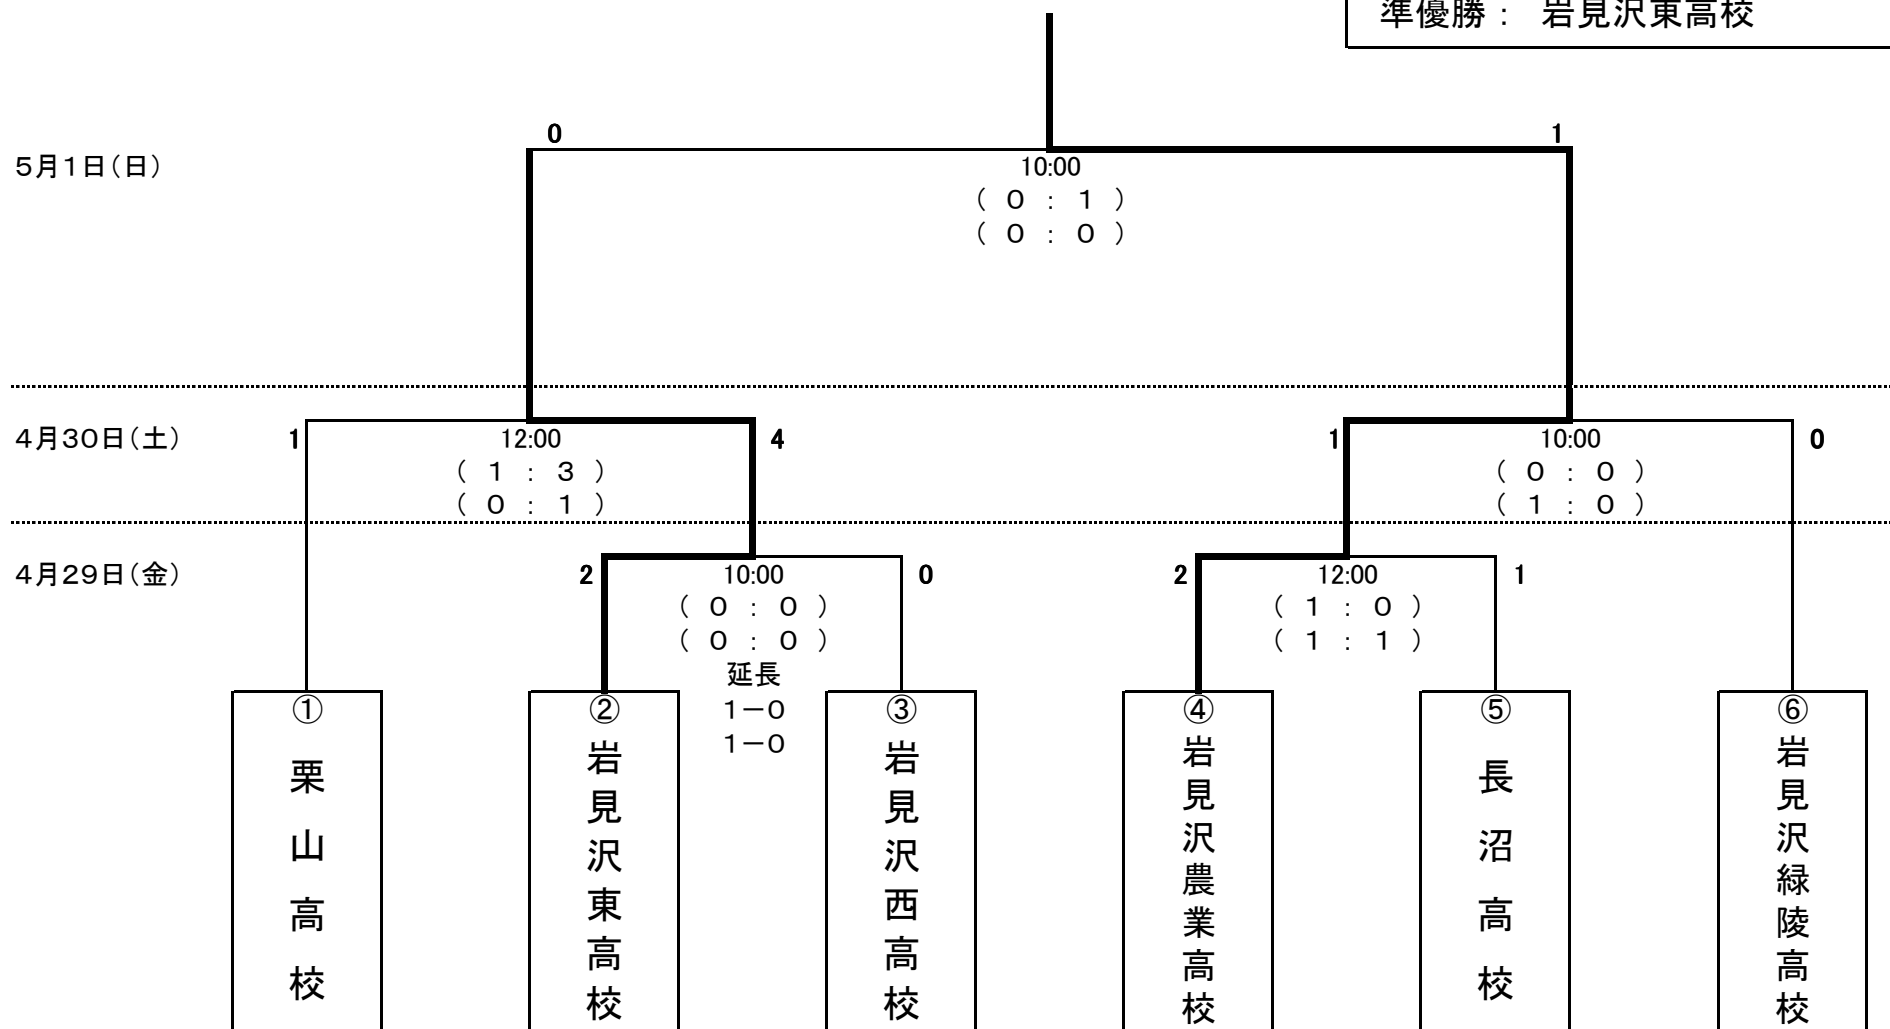 準優勝： 岩見沢東高校
0 1
5月1日（日） 10:00
（ 0 : 1 ）
（ 0 : 0 ）
4月30日（土） 1 12:00 4 1 10:00 0
（ 1 : 3 ） （ 0 : 0 ）
（ 0 : 1 ） （ 1 : 0 ）
4月29日（金） 2 10:00 0 2 12:00 1
（ 0 : 0 ） （ 1 : 0 ）
（ 0 : 0 ） （ 1 : 1 ）
延長
1－0
1－0
①
栗山高校
②
岩見沢東高校
③
岩見沢西高校
④
岩見沢農業高校
⑤
長沼高校
⑥
岩見沢緑陵高校